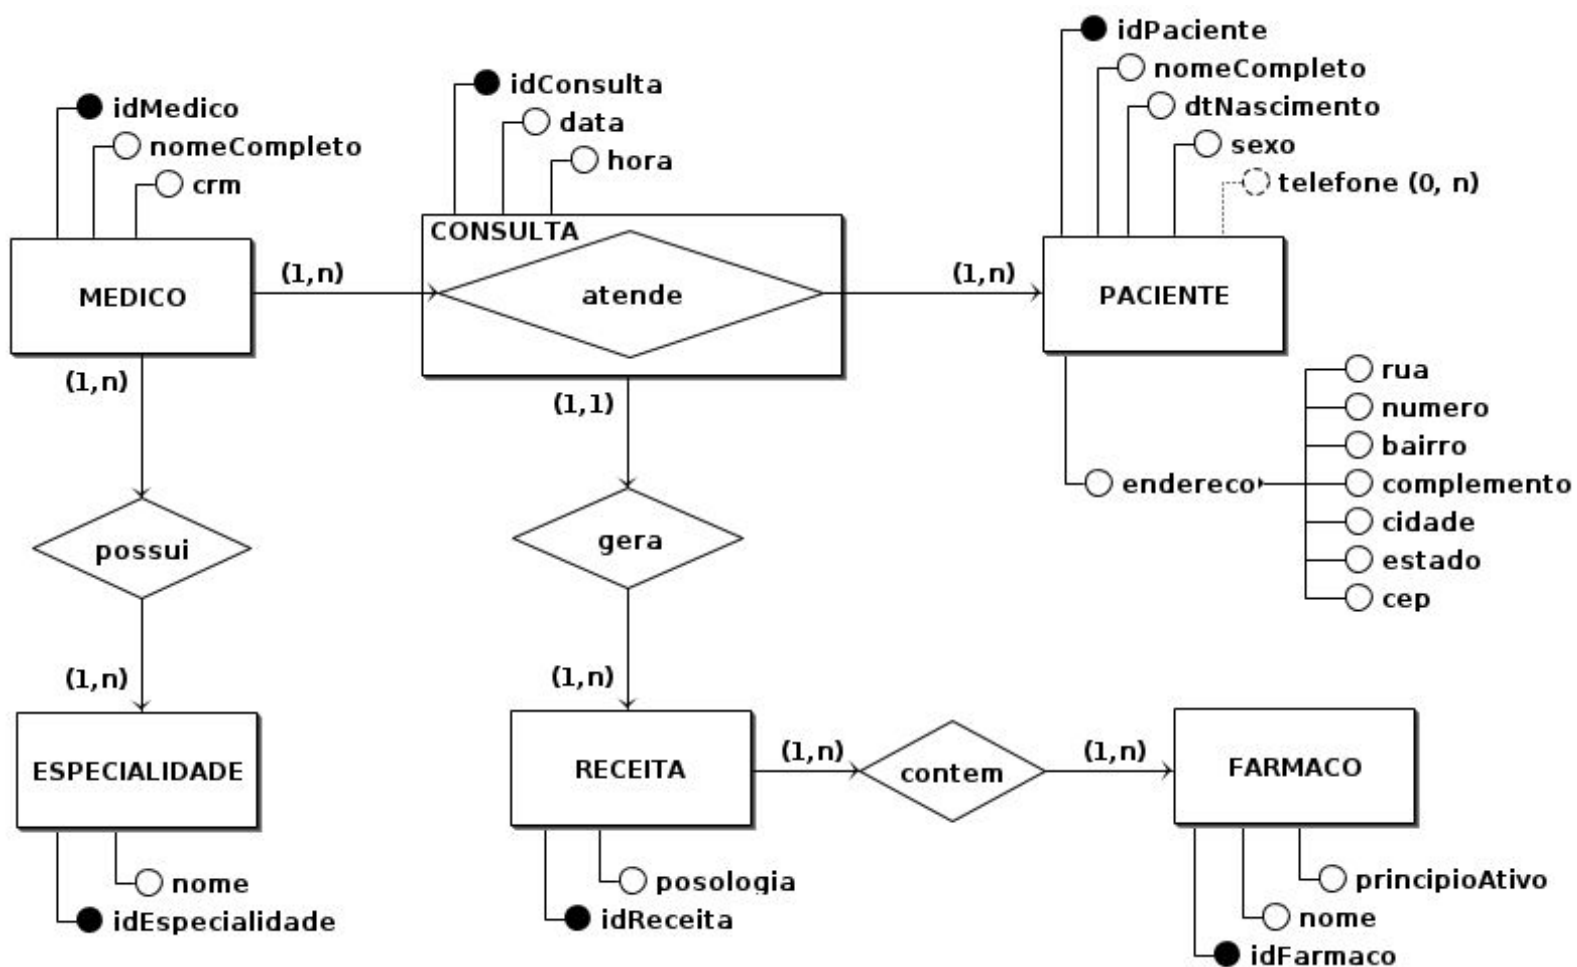 idPaciente
nomeCompleto
dtNascimento
sexo
telefone (0, n)
idConsulta
data
hora
idMedico
nomeCompleto
crm
CONSULTA
MEDICO
(1,n)
atende
(1,n)
PACIENTE
(1,n)
(1,1)
rua
numero
bairro
endereco
complemento
cidade
estado
cep
possui
gera
(1,n)
(1,n)
ESPECIALIDADE
RECEITA
(1,n)
contem
(1,n)
FARMACO
nome
idEspecialidade
posologia
idReceita
principioAtivo
nome
idFarmaco